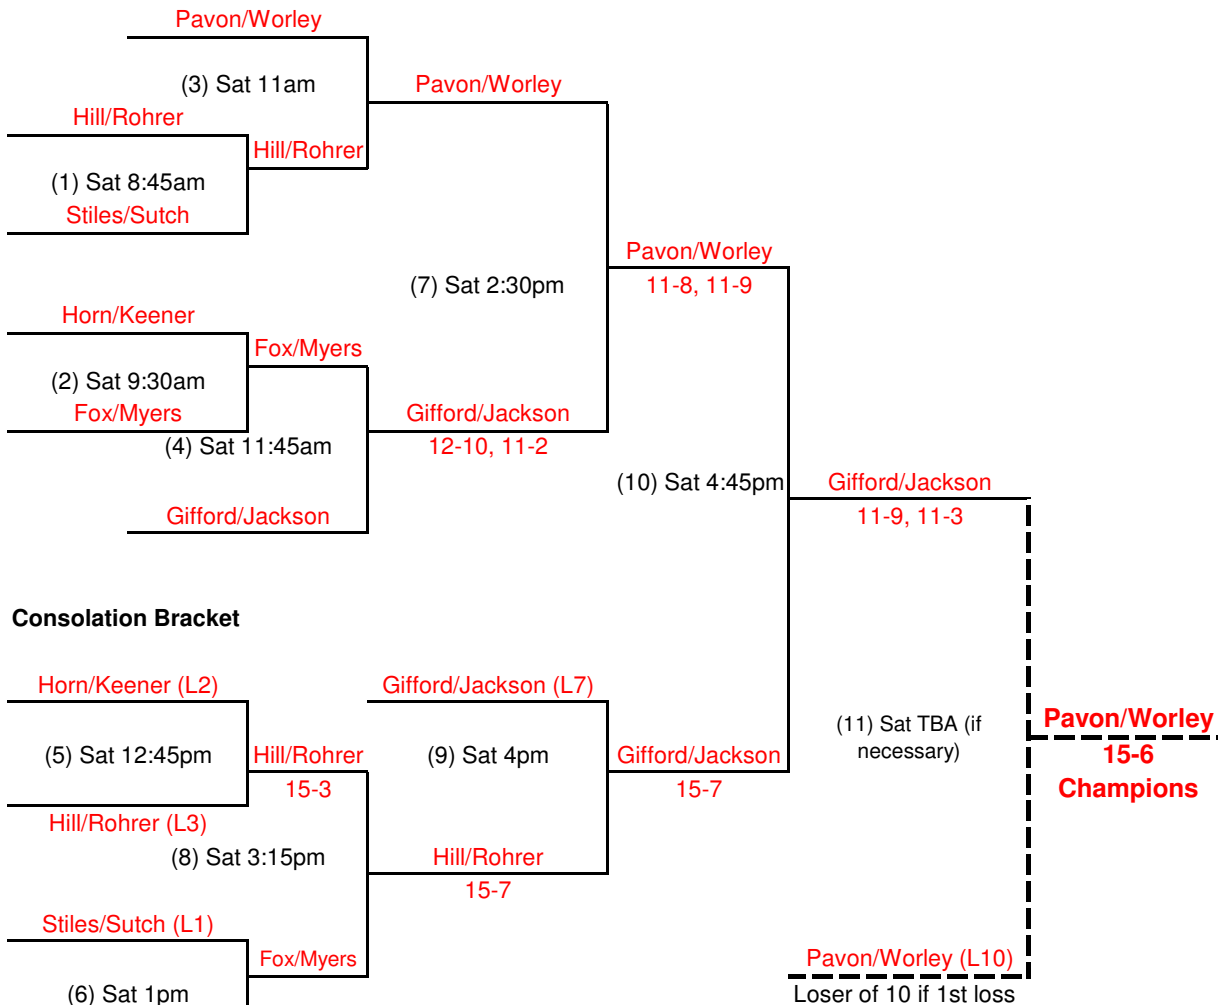 Pavon/Worley
(3) Sat 11am
Pavon/Worley
Hill/Rohrer
Hill/Rohrer
(1) Sat 8:45am
Stiles/Sutch
Pavon/Worley
11-8, 11-9
(7) Sat 2:30pm
Horn/Keener
Fox/Myers
(2) Sat 9:30am
Fox/Myers
Gifford/Jackson
12-10, 11-2
(4) Sat 11:45am
(10) Sat 4:45pm
Gifford/Jackson
11-9, 11-3
Gifford/Jackson
Consolation Bracket
Horn/Keener (L2)
Gifford/Jackson (L7)
(5) Sat 12:45pm
Hill/Rohrer
15-3
(9) Sat 4pm
Gifford/Jackson
15-7
(11) Sat TBA (if
necessary)
Pavon/Worley
15-6
Champions
Hill/Rohrer (L3)
(8) Sat 3:15pm
Hill/Rohrer
15-7
Stiles/Sutch (L1)
Fox/Myers
(6) Sat 1pm
Pavon/Worley (L10)
Loser of 10 if 1st loss